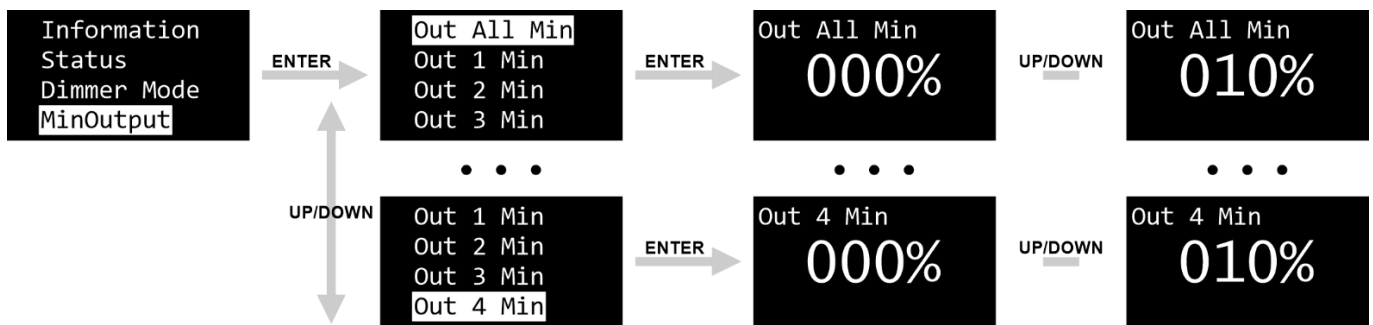 Information
Status
Dimmer Mode
MinOutput
ENTER
Out All Min
Out 1 Min
Out 2 Min
Out 3 Min
ENTER
Out All Min
000%
UP/DOWN
Out All Min
010%
• • •
• • •
• • •
UP/DOWN
Out 1 Min
Out 2 Min
Out 3 Min
Out 4 Min
ENTER
Out 4 Min
000%
UP/DOWN
Out 4 Min
010%